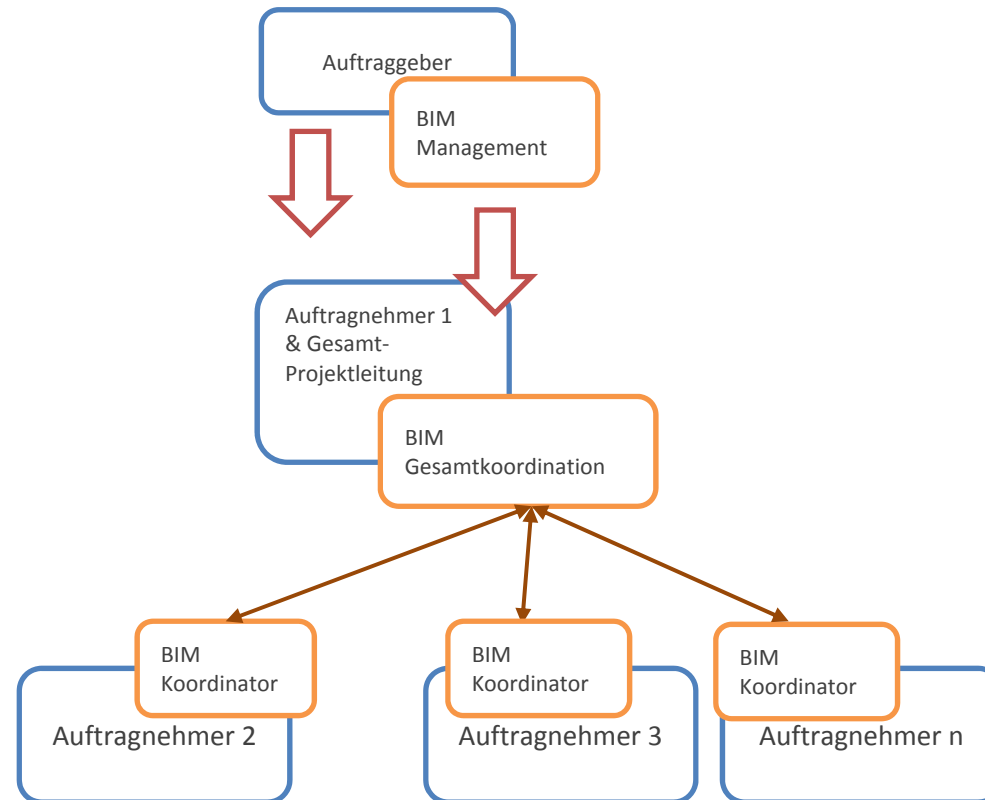 Auftraggeber
BIM
Management
Auftragnehmer 1
& Gesamt-
Projektleitung
BIM
Gesamtkoordination
BIM
Koordinator
Auftragnehmer 2
BIM
Koordinator
Auftragnehmer 3
BIM
Koordinator
Auftragnehmer n